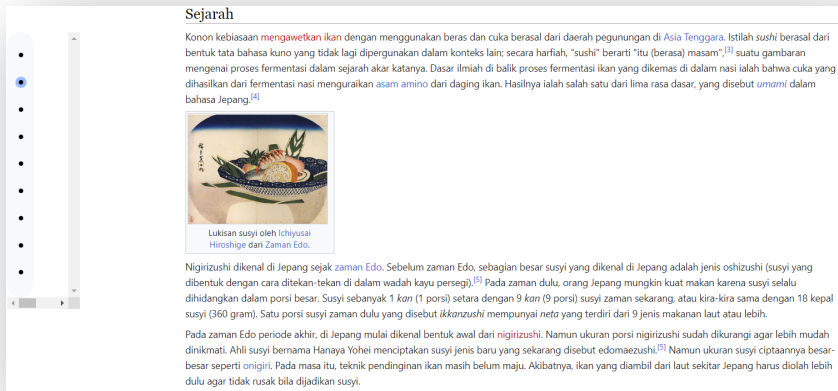 Sejarah
Konon kebiasaan mengawetkan ikan dengan menggunakan beras dan cuka berasal dari daerah pegunungan di Asia Tenggara. Istilah sushi berasal dari
bentuk tata bahasa kuno yang tidak lagi dipergunakan dalam konteks lain; secara harfiah, "sushi" berarti "itu (berasa) masam",[3] suatu gambaran
mengenai proses fermentasi dalam sejarah akar katanya. Dasar ilmiah di balik proses fermentasi ikan yang dikemas di dalam nasi ialah bahwa cuka yang
dihasilkan dari fermentasi nasi menguraikan asam amino dari daging ikan. Hasilnya ialah salah satu dari lima rasa dasar, yang disebut umami dalam
bahasa Jepang.[4]
Lukisan susyi oleh Ichiyusai
Hiroshige dari Zaman Edo.
Nigirizushi dikenal di Jepang sejak zaman Edo. Sebelum zaman Edo, sebagian besar susyi yang dikenal di Jepang adalah jenis oshizushi (susyi yang
dibentuk dengan cara ditekan-tekan di dalam wadah kayu persegi).[5] Pada zaman dulu, orang Jepang mungkin kuat makan karena susyi selalu
dihidangkan dalam porsi besar. Susyi sebanyak 1 kan (1 porsi) setara dengan 9 kan (9 porsi) susyi zaman sekarang, atau kira-kira sama dengan 18 kepal
susyi (360 gram). Satu porsi susyi zaman dulu yang disebut ikkanzushi mempunyai neta yang terdiri dari 9 jenis makanan laut atau lebih.
Pada zaman Edo periode akhir, di Jepang mulai dikenal bentuk awal dari nigirizushi. Namun ukuran porsi nigirizushi sudah dikurangi agar lebih mudah
dinikmati. Ahli susyi bernama Hanaya Yohei menciptakan susyi jenis baru yang sekarang disebut edomaezushi.[5] Namun ukuran susyi ciptaannya besar-
besar seperti onigiri. Pada masa itu, teknik pendinginan ikan masih belum maju. Akibatnya, ikan yang diambil dari laut sekitar Jepang harus diolah lebih
dulu agar tidak rusak bila dijadikan susyi.